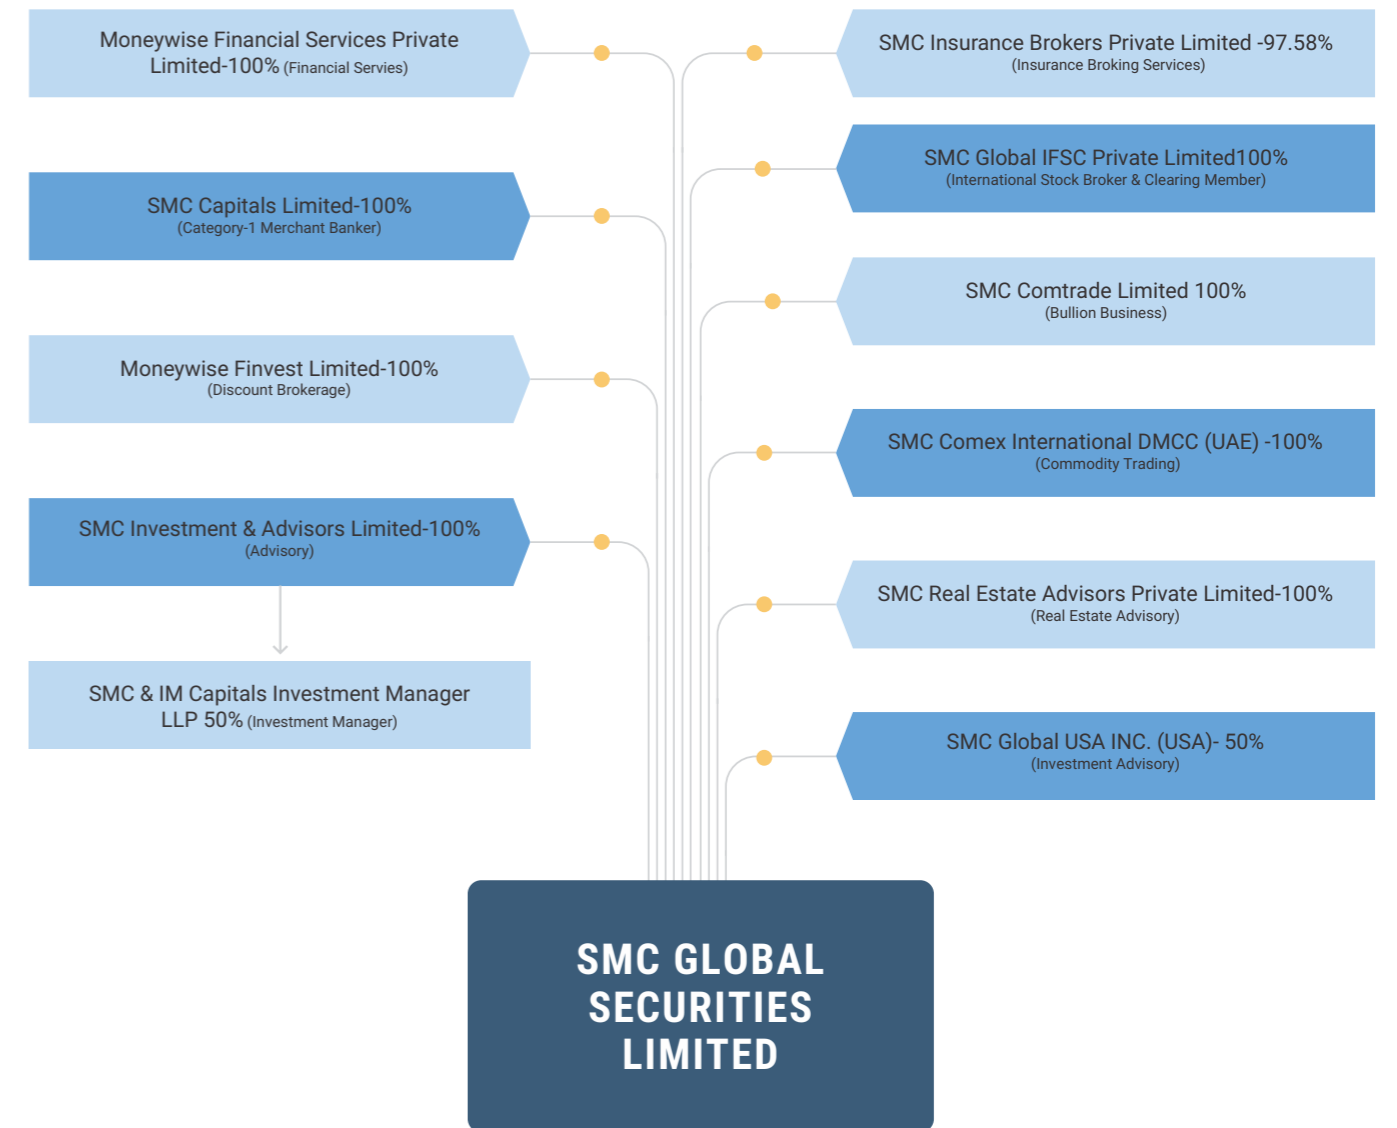 Moneywise Financial Services Private
Limited-100% (Financial Servies)
SMC Capitals Limited-100%
(Category-1 Merchant Banker)
Moneywise Finvest Limited-100%
(Discount Brokerage)
SMC Investment & Advisors Limited-100%
(Advisory)
SMC & IM Capitals Investment Manager
LLP 50% (Investment Manager)
SMC Insurance Brokers Private Limited -97.58%
(Insurance Broking Services)
SMC Global IFSC Private Limited100%
(International Stock Broker & Clearing Member)
SMC Comtrade Limited 100%
(Bullion Business)
SMC Comex International DMCC (UAE) -100%
(Commodity Trading)
SMC Real Estate Advisors Private Limited-100%
(Real Estate Advisory)
SMC Global USA INC. (USA)- 50%
(Investment Advisory)
SMC GLOBAL
SECURITIES
LIMITED